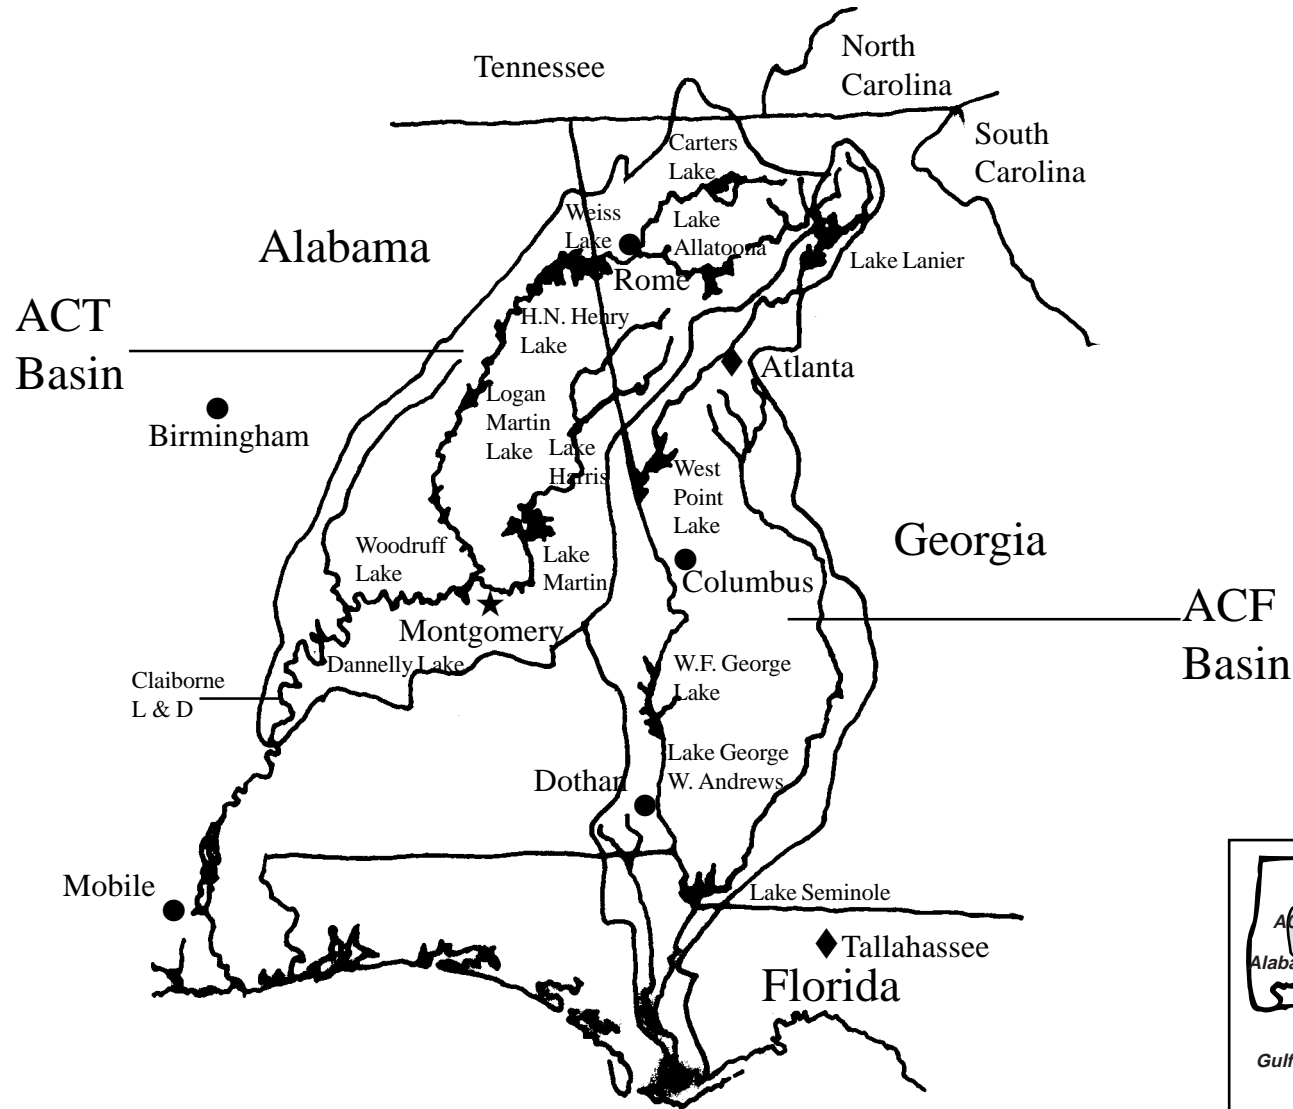 North
Carolina
Tennessee
South
Carolina
Carters
Lake
Weiss
Lake
Lake
Allatoona
Alabama
Lake Lanier
Rome
ACT
Basin
H.N. Henry
Lake
Atlanta
Logan
Martin
Lake
Birmingham
Lake
Harris
West
Point
Lake
Georgia
Woodruff
Lake
Lake
Martin
Columbus
ACF
Basin
Montgomery
Dannelly Lake
W.F. George
Lake
Claiborne
L & D
Lake George
W. Andrews
Dothan
Mobile
Lake Seminole
Tallahassee
Florida
Gulf